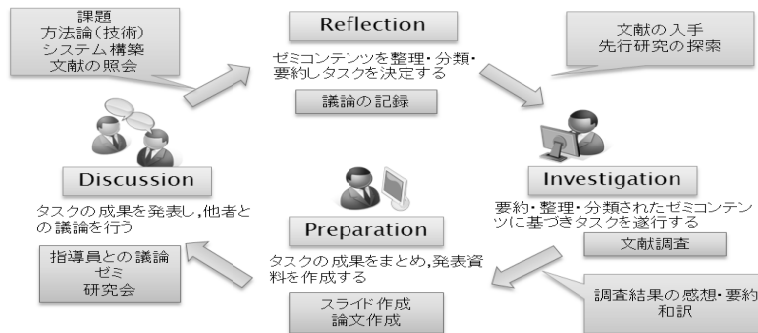 課題
方法論(技術)
システム構築
文献の照会
Reflection
ゼミコンテンツを整理・分類・
要約しタスクを決定する
議論の記録
文献の入手
先行研究の探索
Discussion
タスクの成果を発表し,他者と
の議論を行う
指導員との議論
ゼミ
研究会
Preparation
タスクの成果をまとめ,発表資
料を作成する
スライド作成
論文作成
Investigation
要約・整理・分類されたゼミコンテン
ツに基づきタスクを遂行する
文献調査
調査結果の感想・要約
和訳